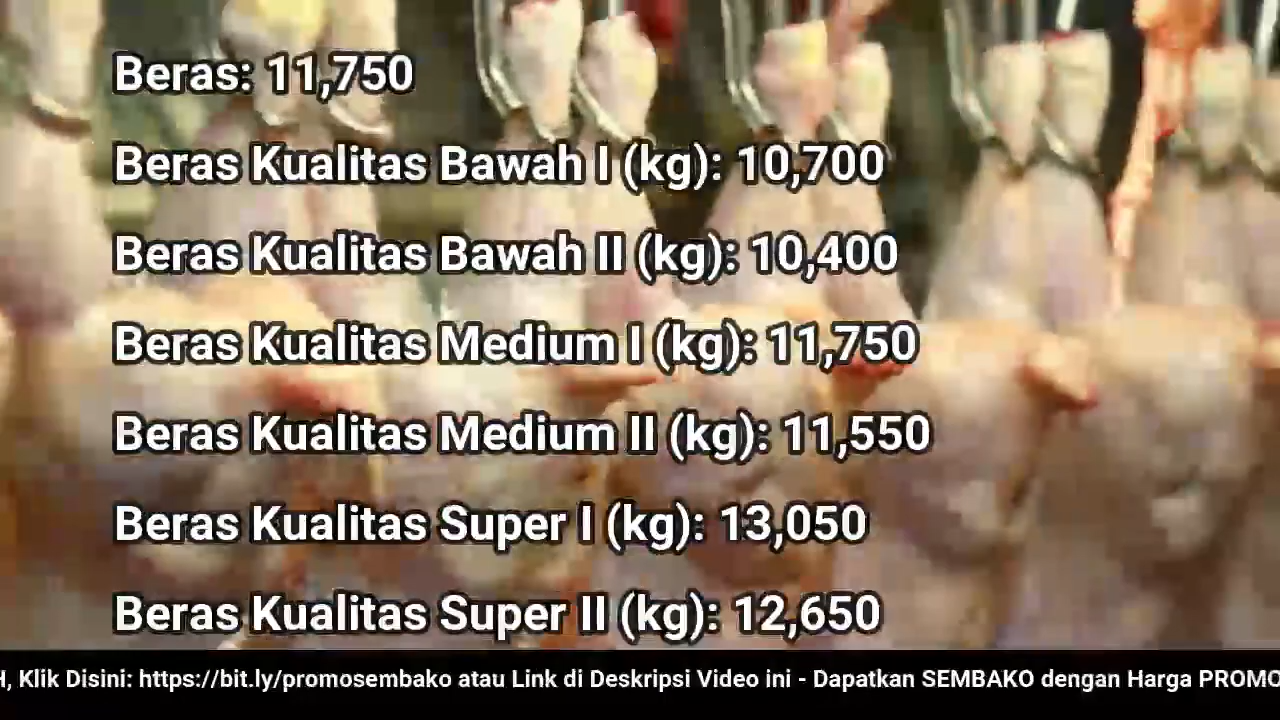 Beras: 11,750
Beras Kualitas Bawah I (kg): 10,700
Beras Kualitas Bawah II (kg): 10,400
Beras Kualitas Medium I (kg): 11,750
Beras Kualitas Medium II (kg): 11,550
Beras Kualitas Super I (kg): 13,050
Beras Kualitas Super II (kg): 12,650
H, Klik Disini: https://bit.ly/promosembako atau Link di Deskripsi Video ini - Dapatkan SEMBAKO dengan Harga PROMO